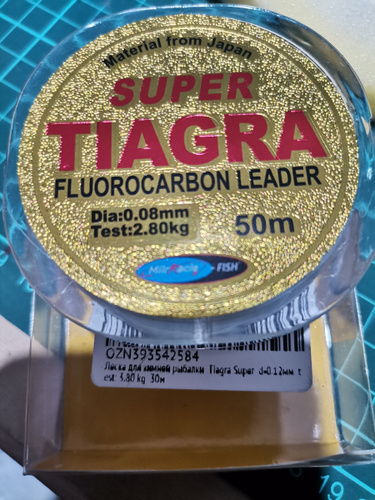 Material from Japan
SUPER
TIAGRA
FLUOROCARBON LEADER
Dia:0.08mm
Test:2.80kg
50m
FISH
OZN393542584
Леска для зимней рыбалки Tiagra Super d-0.12мм t
est: 3.80 kg 30м
19